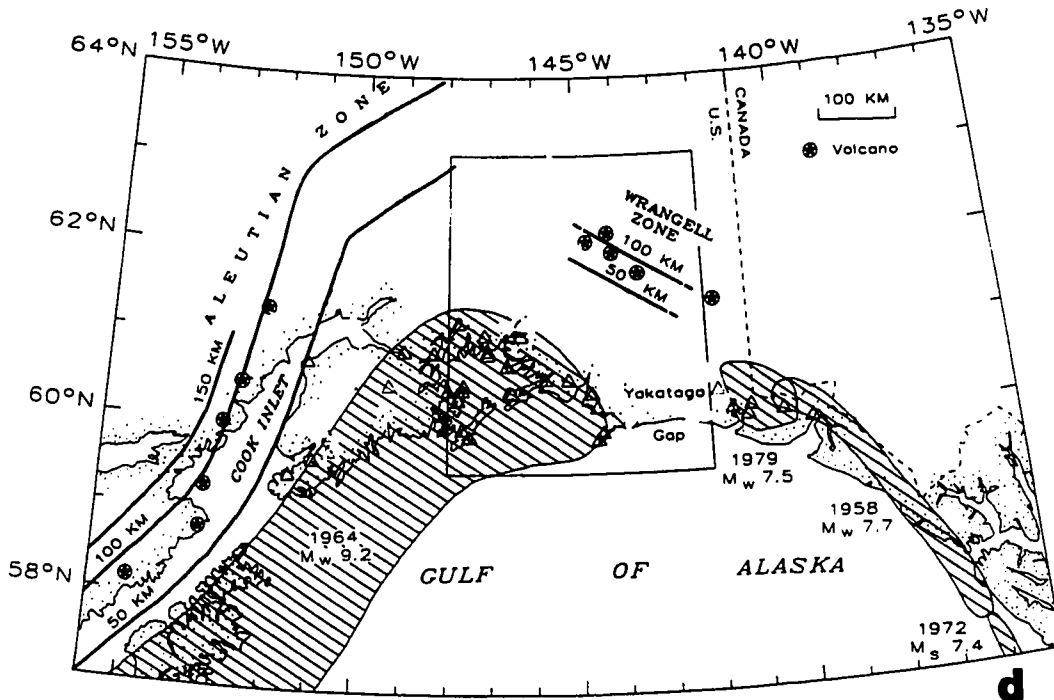 155°W
150°W
145°W
140°W
135°W
64°N
62°N
60°N
58°N
ALEUTIAN ZONE
CANADA
U.S.
100 KM
Volcano
WRANGELL
ZONE
100 KM
50 KM
150 KM
100 KM
50 KM
COOK INLET
Yakataga
Gap
1979
Mw 7.5
1958
Mw 7.7
1964
Mw 9.2
GULF OF ALASKA
1972
Ms 7.4
d